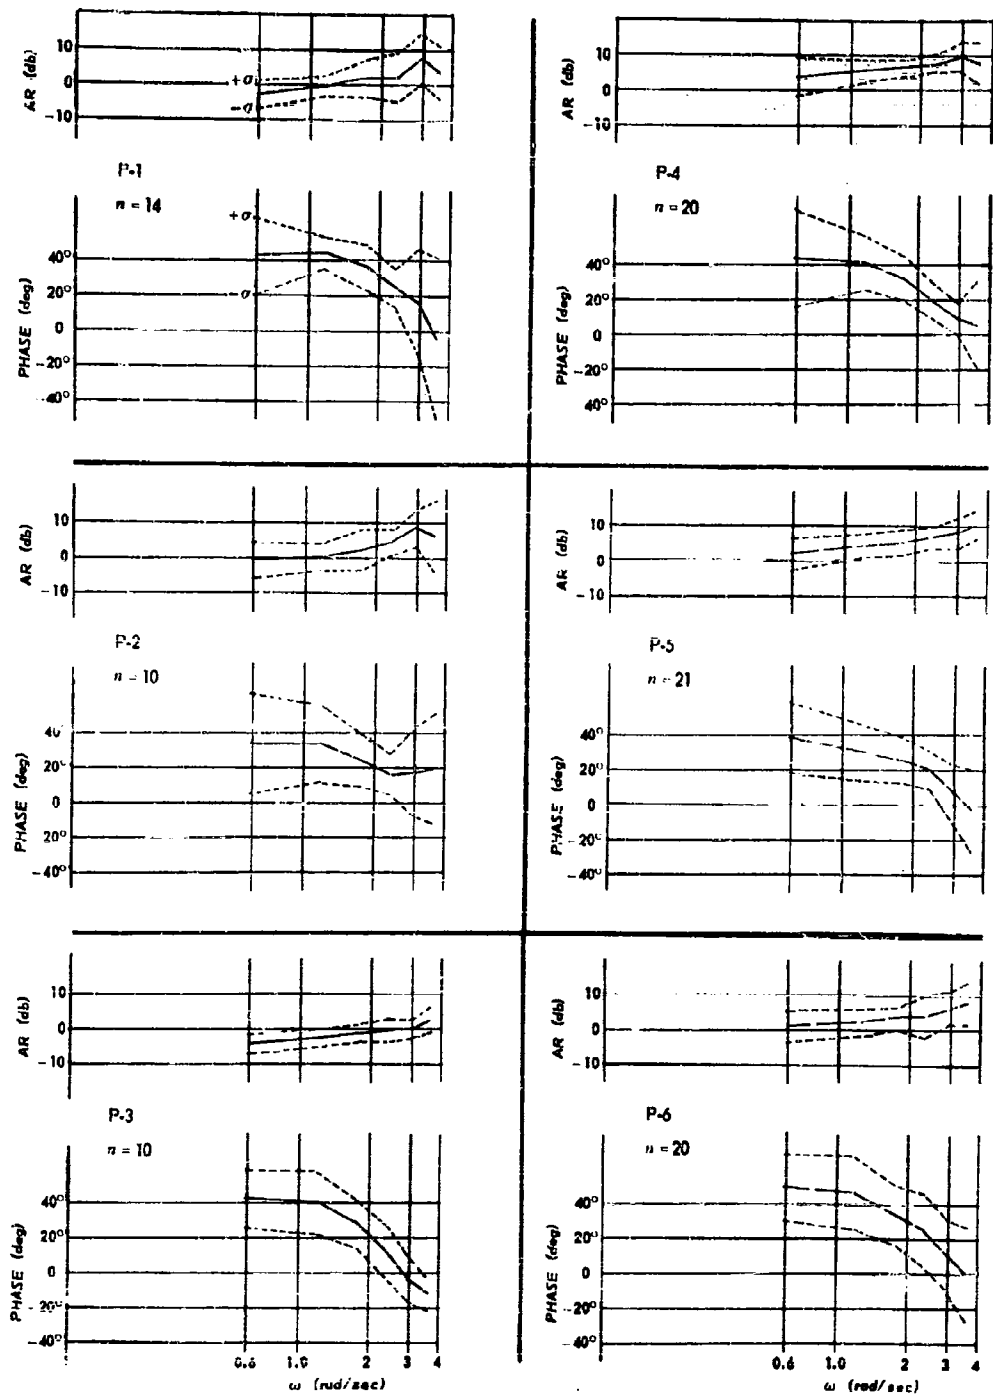 AR (db)
10
0
-10
+σ
-σ
P-1
n = 14
PHASE (deg)
+σ
-σ
40°
20°
0
-20°
-40°
AR (db)
10
0
-10
P-4
n = 20
PHASE (deg)
40°
20°
0
-20°
40°
AR (db)
10
0
-10
P-2
n = 10
PHASE (deg)
40°
20°
0
20°
-40°
AR (db)
10
0
-10
P-5
n = 21
PHASE (deg)
40°
20°
0
-20°
-40°
AR (db)
10
0
-10
P-3
n = 10
PHASE (deg)
40°
20°
0
-20°
-40°
0.6 1.0 2 3 4
ω (rad/sec)
AR (db)
10
0
-10
P-6
n = 20
PHASE (deg)
40°
20°
0
-20°
-40°
0.6 1.0 2 3 4
ω (rad/sec)